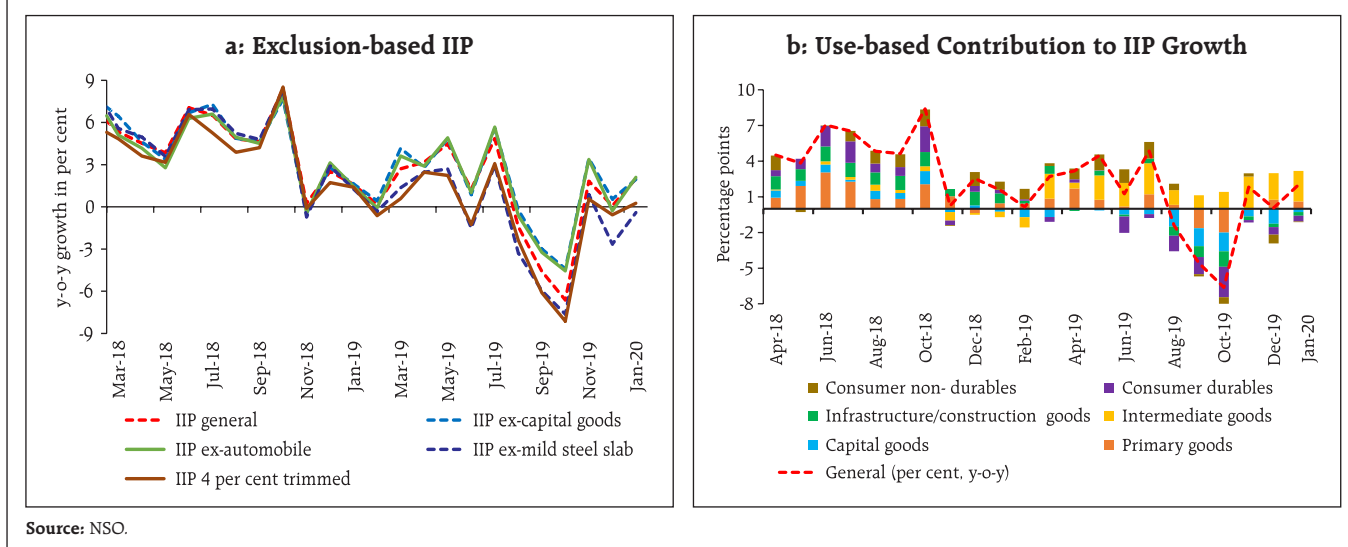 a: Exclusion-based IIP
y-o-y growth in per cent
9
6
3
0
-3
-6
-9
Mar-18
May-18
Jul-18
Sep-18
Nov-18
Jan-19
Mar-19
May-19
Jul-19
Sep-19
Nov-19
Jan-20
IIP general
IIP ex-capital goods
IIP ex-automobile
IIP ex-mild steel slab
IIP 4 per cent trimmed
b: Use-based Contribution to IIP Growth
Percentage points
10
7
4
1
-2
-5
-8
Apr-18
Jun-18
Aug-18
Oct-18
Dec-18
Feb-19
Apr-19
Jun-19
Aug-19
Oct-19
Dec-19
Jan-20
Consumer non- durables
Consumer durables
Infrastructure/construction goods
Intermediate goods
Capital goods
Primary goods
General (per cent, y-o-y)
Source: NSO.